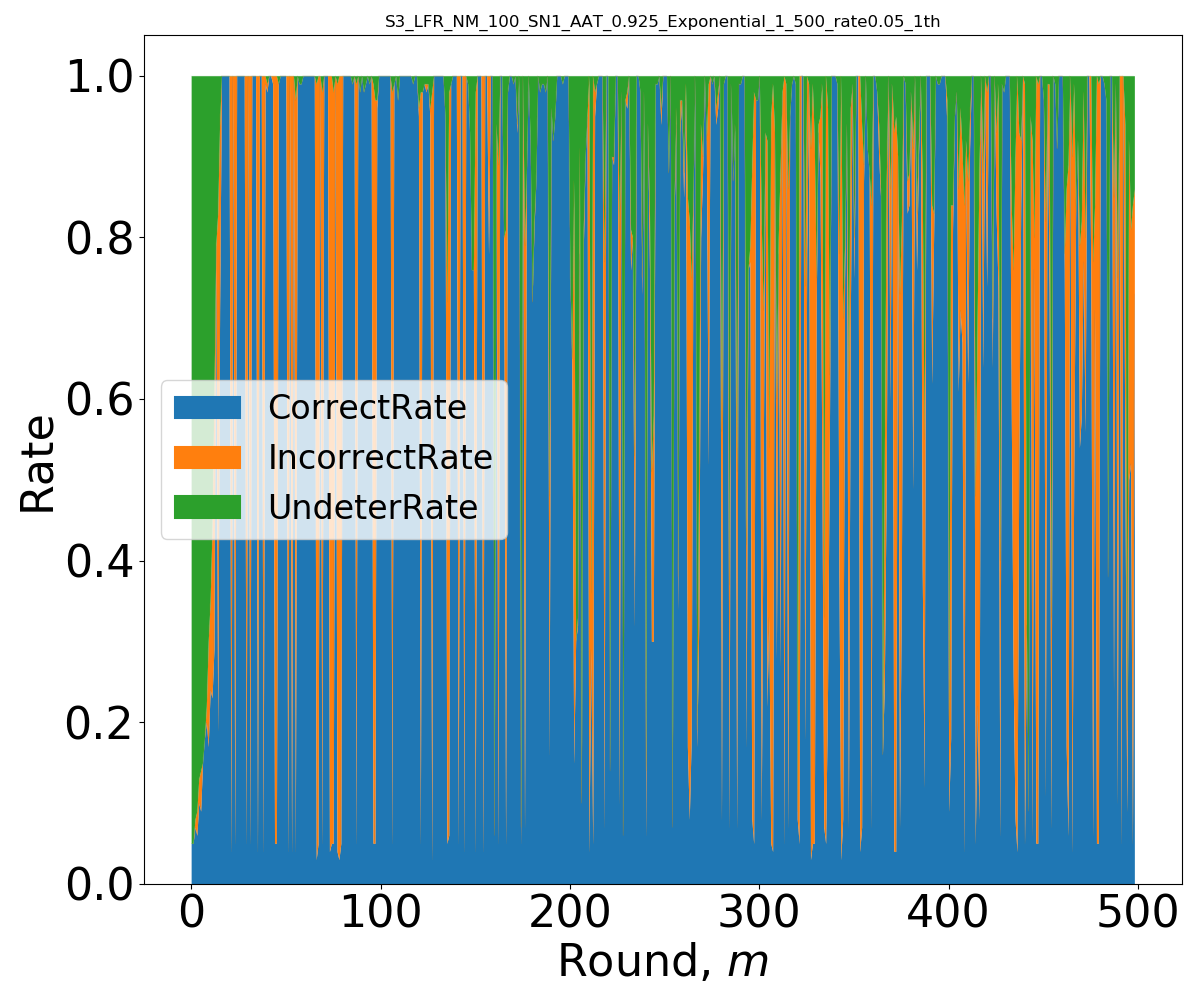 S3_LFR_NM_100_SN1_AAT_0.925_Exponential_1_500_rate0.05_1th
1.0
0.8
0.6
0.4
0.2
0.0
Rate
CorrectRate
IncorrectRate
UndeterRate
0 100 200 300 400 500
Round, m